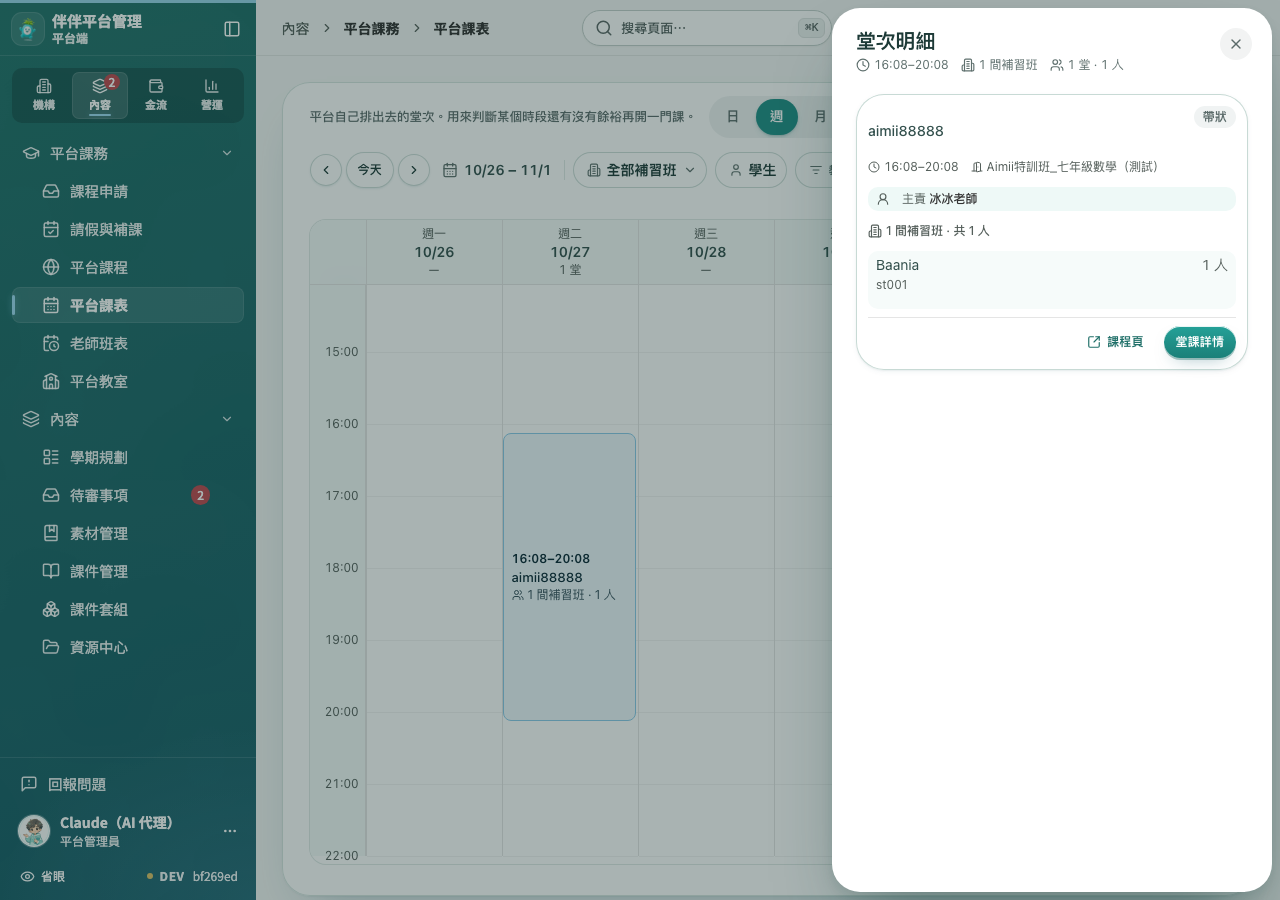 伴伴平台管理
平台端
機構
內容
2
金流
營運
平台課務
課程申請
請假與補課
平台課程
平台課表
老師班表
平台教室
內容
學期規劃
待審事項
2
素材管理
課件管理
課件套組
資源中心
回報問題
Claude（AI 代理）
平台管理員
省眼
DEV bf269ed
內容
平台課務
平台課表
搜尋頁面…
⌘K
平台自己排出去的堂次。用來判斷某個時段還有沒有餘裕再開一門課。
日
週
月
今天
10/26 – 11/1
全部補習班
學生
週一
10/26
—
週二
10/27
1 堂
週三
10/28
—
15:00
16:00
17:00
18:00
19:00
20:00
21:00
22:00
16:08–20:08
aimii88888
1 間補習班 · 1 人
堂次明細
16:08–20:08
1 間補習班
1 堂 · 1 人
帶狀
aimii88888
16:08–20:08
Aimii特訓班_七年級數學（測試）
主責 冰冰老師
1 間補習班 · 共 1 人
Baania
1 人
st001
課程頁
堂課詳情